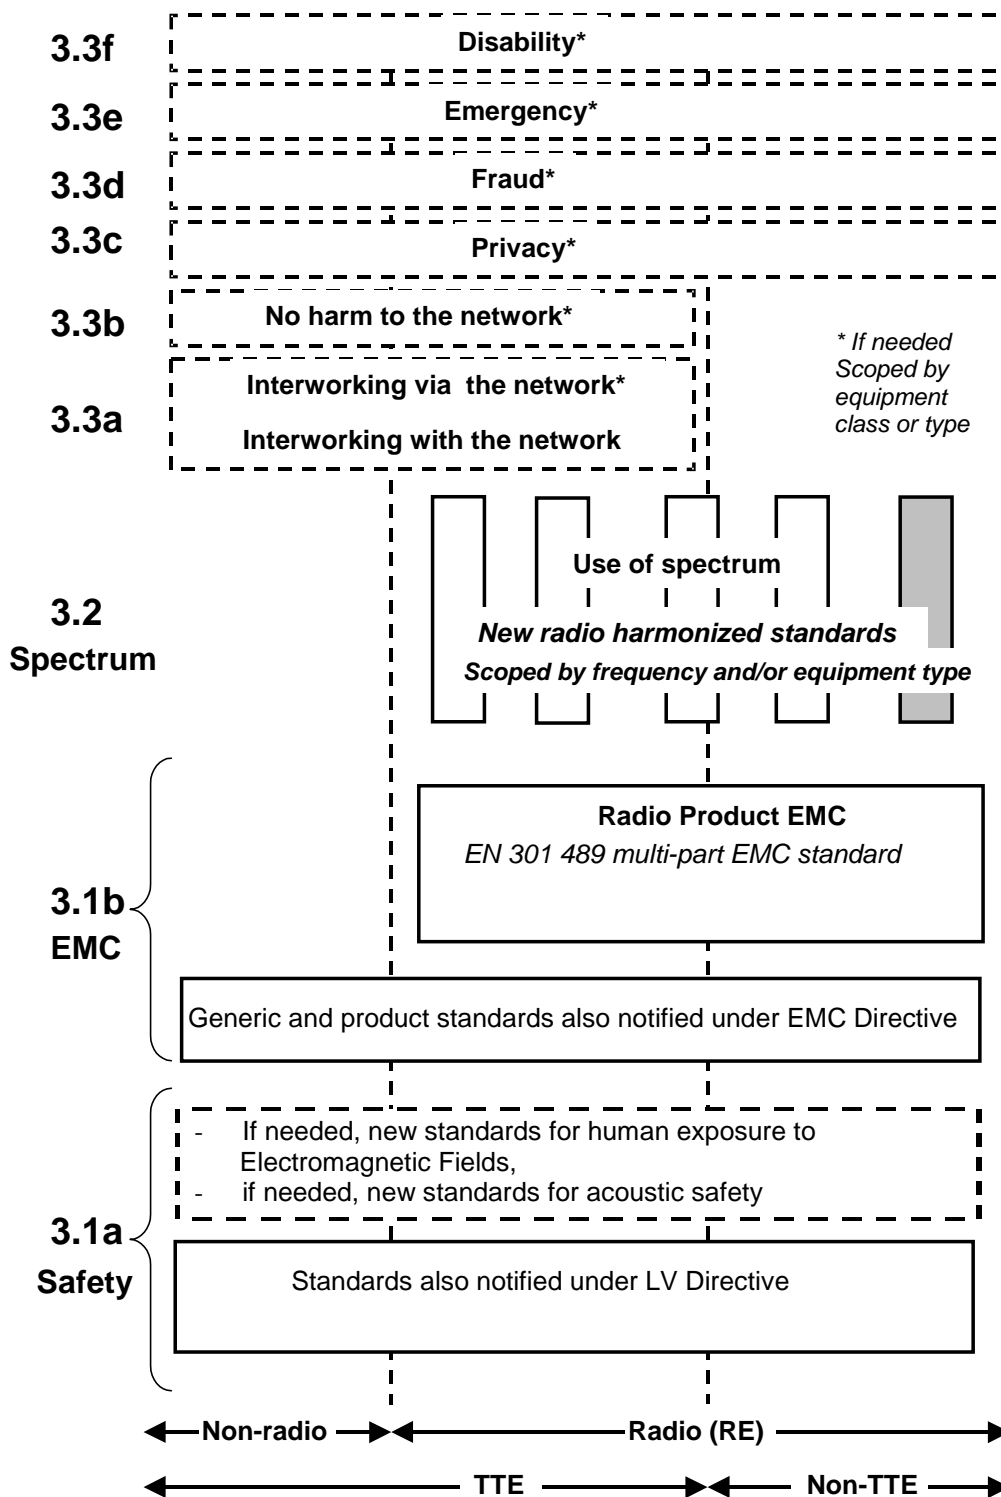 3.3f
Disability*
3.3e
Emergency*
3.3d
Fraud*
3.3c
Privacy*
3.3b
No harm to the network*
3.3a
Interworking via the network*
Interworking with the network
* If needed
Scoped by
equipment
class or type
3.2
Spectrum
Use of spectrum
New radio harmonized standards
Scoped by frequency and/or equipment type
3.1b
EMC
Radio Product EMC
EN 301 489 multi-part EMC standard
Generic and product standards also notified under EMC Directive
3.1a
Safety
- If needed, new standards for human exposure to
Electromagnetic Fields,
- if needed, new standards for acoustic safety
Standards also notified under LV Directive
Non-radio
Radio (RE)
TTE
Non-TTE